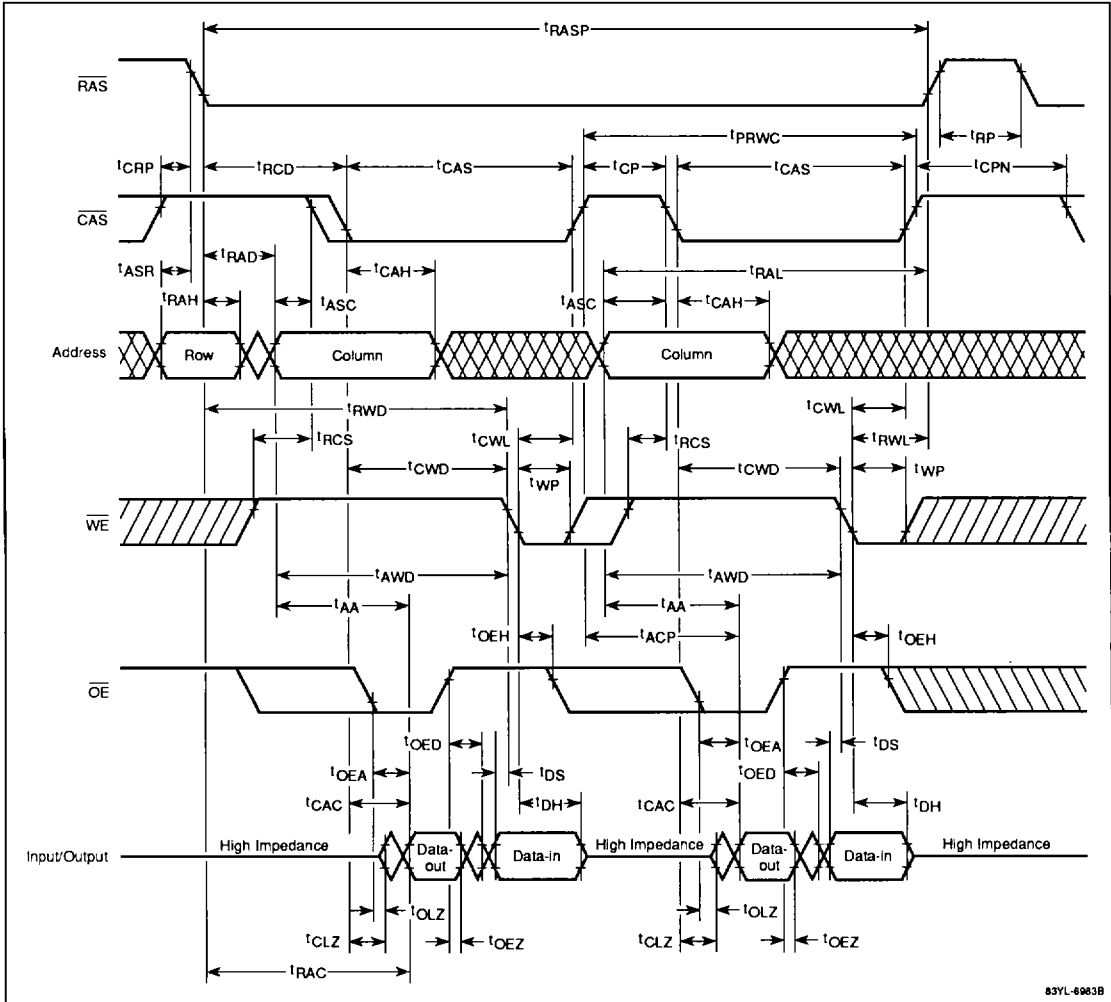 tRASP
RAS
tPRWC
tRP
tCRP
tRCD
tCAS
tCP
tCAS
tCPN
CAS
tRAD
tASR
tCAH
tRAL
tRAH
tASC
tASC
tCAH
Address
Row
Column
Column
tRWD
tCWL
tRCS
tCWL
tRCS
tRWL
tCWD
tWP
tCWD
tWP
WE
tAWD
tAWD
tAA
tAA
tOEH
tACP
tOEH
OE
tOED
tOEA
tDS
tOEA
tDS
tOED
tCAC
tDH
tCAC
tDH
Input/Output
High Impedance
Data-out
Data-in
High Impedance
Data-out
Data-in
High Impedance
tOLZ
tOLZ
tCLZ
tOEZ
tCLZ
tOEZ
tRAC
83YL-6983B